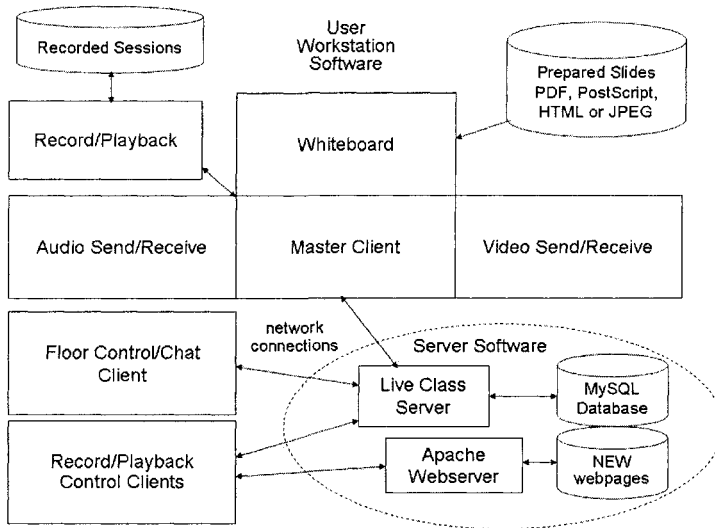 Recorded Sessions
User
Workstation
Software
Prepared Slides
PDF, PostScript,
HTML or JPEG
Record/Playback
Whiteboard
Audio Send/Receive
Master Client
Video Send/Receive
Floor Control/Chat
Client
network
connections
Server Software
Live Class
Server
MySQL
Database
Record/Playback
Control Clients
Apache
Webserver
NEW
webpages